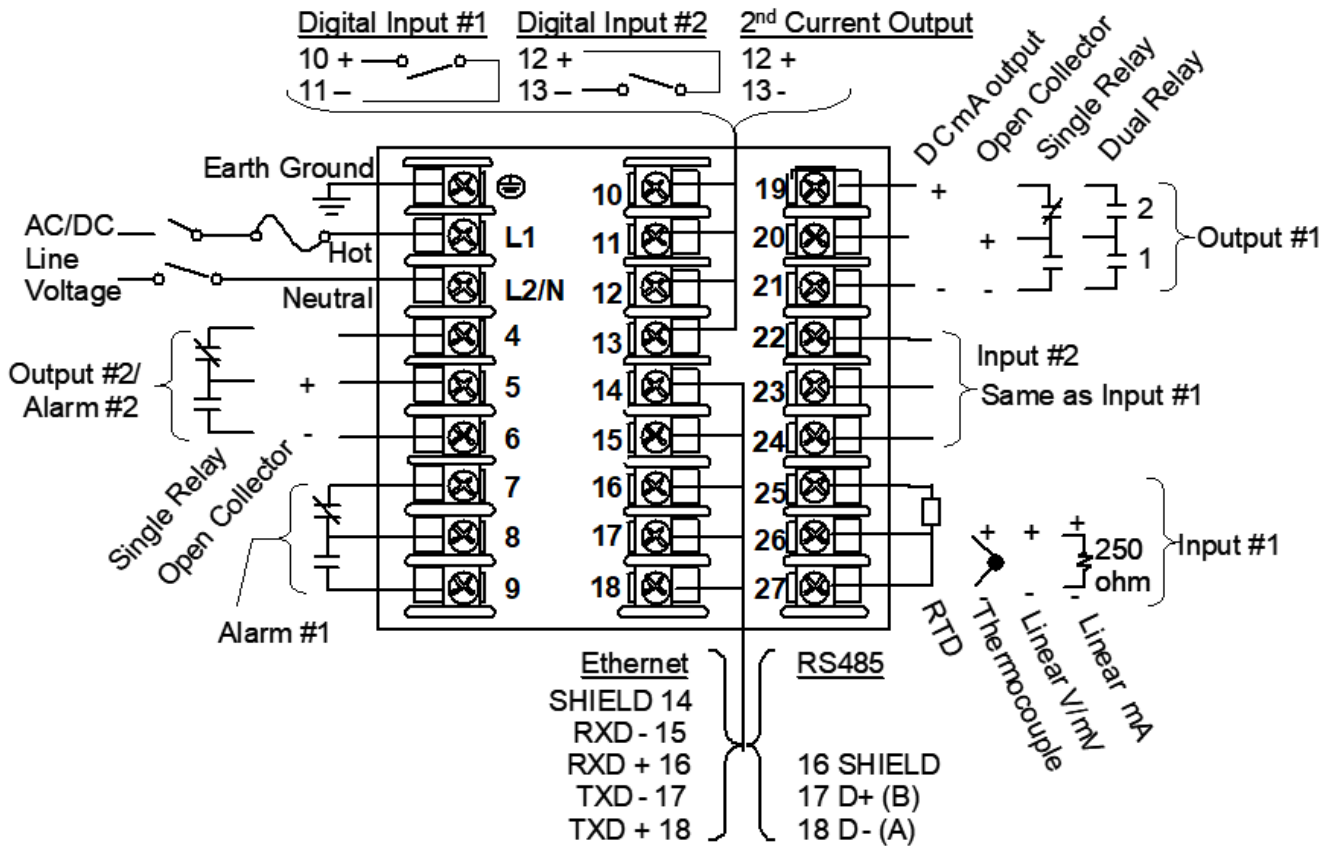 Digital Input #1
10 +
11 –
Digital Input #2
12 +
13 –
2nd Current Output
12 +
13 -
DC mA output
Open Collector
Single Relay
Dual Relay
Earth Ground
AC/DC
Line
Voltage
Hot
Neutral
L1
L2/N
4
5
6
7
8
9
10
11
12
13
14
15
16
17
18
19
20
21
22
23
24
25
26
27
+
-
+
-
2
1
Output #1
Output #2/
Alarm #2
+
-
Single Relay
Open Collector
Alarm #1
Input #2
Same as Input #1
+
-
+
-
+
250
ohm
-
Input #1
RTD
Thermocouple
Linear V/mV
Linear mA
Ethernet
SHIELD 14
RXD - 15
RXD + 16
TXD - 17
TXD + 18
RS485
16 SHIELD
17 D+ (B)
18 D- (A)